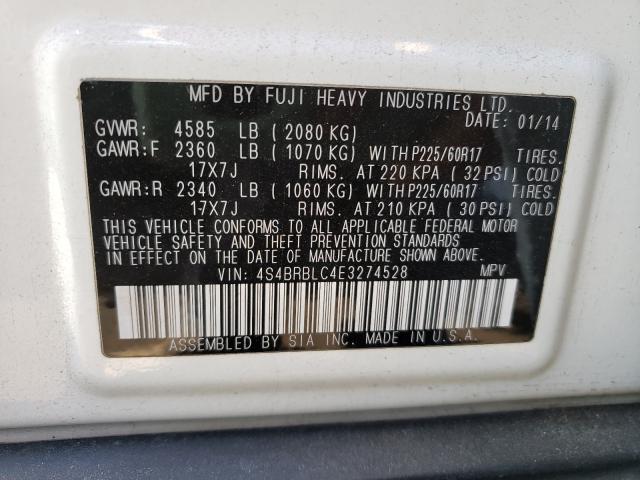 MFD BY FUJI HEAVY INDUSTRIES LTD.
DATE: 01/14
GVWR: 4585 LB (2080 KG)
GAWR:F 2360 LB (1070 KG) WITH P225/60R17 TIRES.
17X7J RIMS. AT 220 KPA (32 PSI) COLD
GAWR:R 2340 LB (1060 KG) WITH P225/60R17 TIRES.
17X7J RIMS. AT 210 KPA (30 PSI) COLD
THIS VEHICLE CONFORMS TO ALL APPLICABLE FEDERAL MOTOR
VEHICLE SAFETY AND THEFT PREVENTION STANDARDS
IN EFFECT ON THE DATE OF MANUFACTURE SHOWN ABOVE.
VIN: 4S4BRBLC4E3274528 MPV
ASSEMBLED BY SIA INC. MADE IN U.S.A.